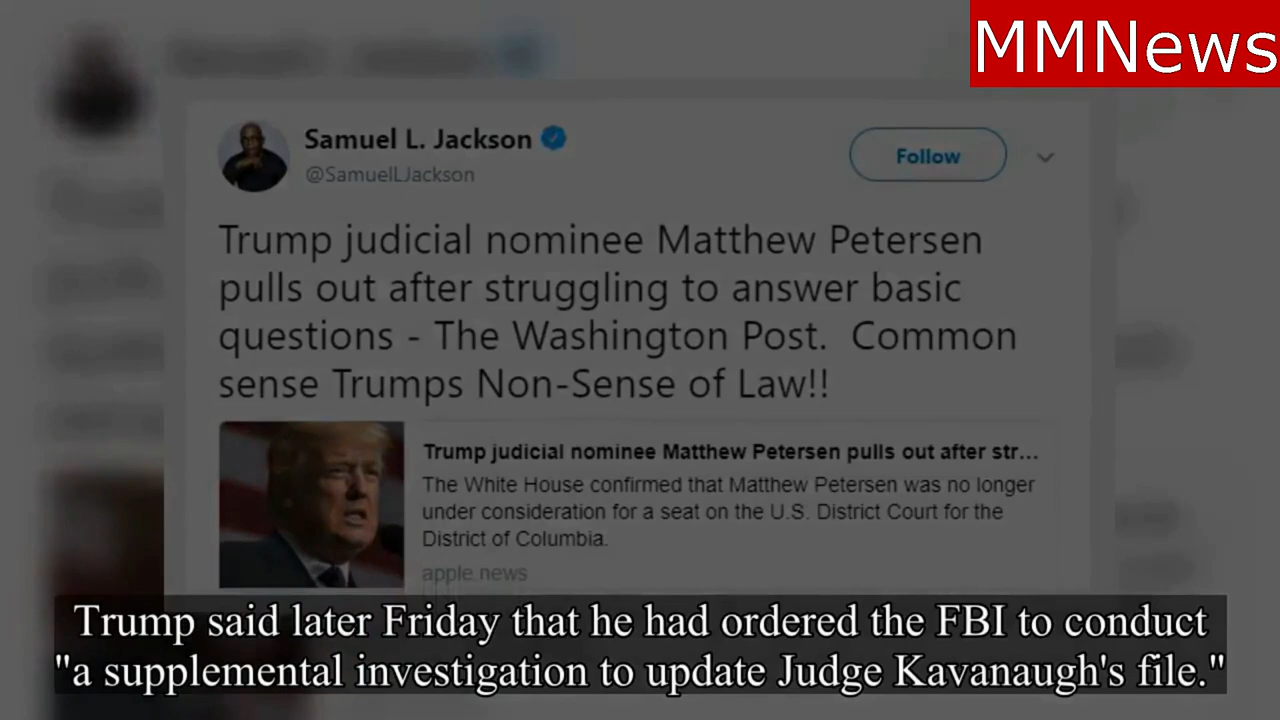 MMNews
Samuel L. Jackson
@SamuelLJackson
Follow
Trump judicial nominee Matthew Petersen
pulls out after struggling to answer basic
questions - The Washington Post.  Common
sense Trumps Non-Sense of Law!!
Trump judicial nominee Matthew Petersen pulls out after str...
The White House confirmed that Matthew Petersen was no longer
under consideration for a seat on the U.S. District Court for the
District of Columbia.
apple.news
Trump said later Friday that he had ordered the FBI to conduct
"a supplemental investigation to update Judge Kavanaugh's file."